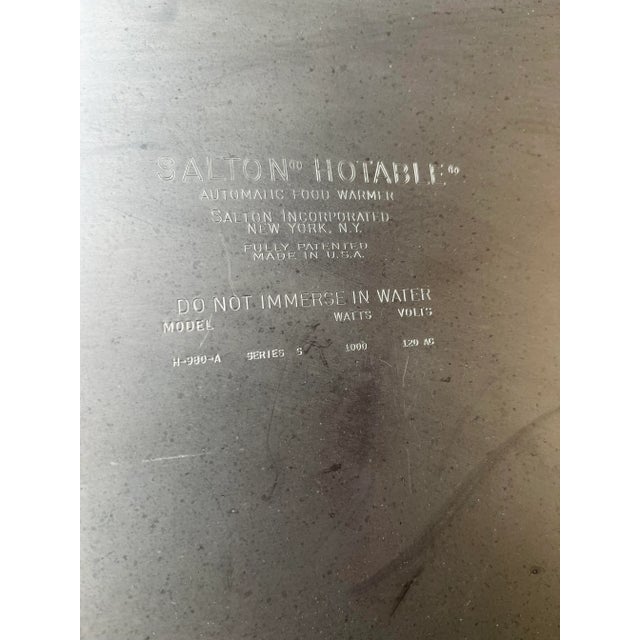 SALTON® HOTABLE®
AUTOMATIC FOOD WARMER
SALTON INCORPORATED
NEW YORK, N.Y.
FULLY PATENTED
MADE IN U.S.A.
DO NOT IMMERSE IN WATER
MODEL WATTS VOLTS
H-980-A SERIES S 1000 120 AC